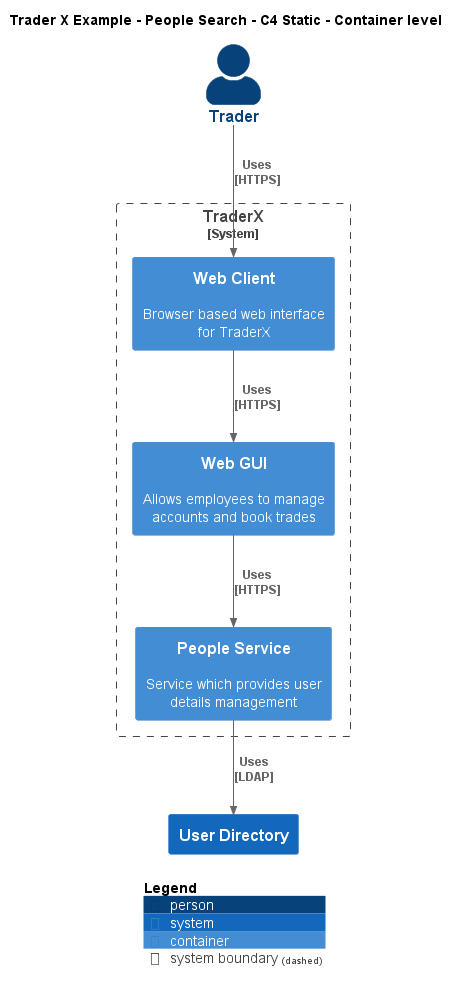 Trader X Example - People Search - C4 Static - Container level
Trader
Uses
[HTTPS]
TraderX
[System]
Web Client
Browser based web interface
for TraderX
Uses
[HTTPS]
Web GUI
Allows employees to manage
accounts and book trades
Uses
[HTTPS]
People Service
Service which provides user
details management
Uses
[LDAP]
User Directory
Legend
person
system
container
system boundary (dashed)